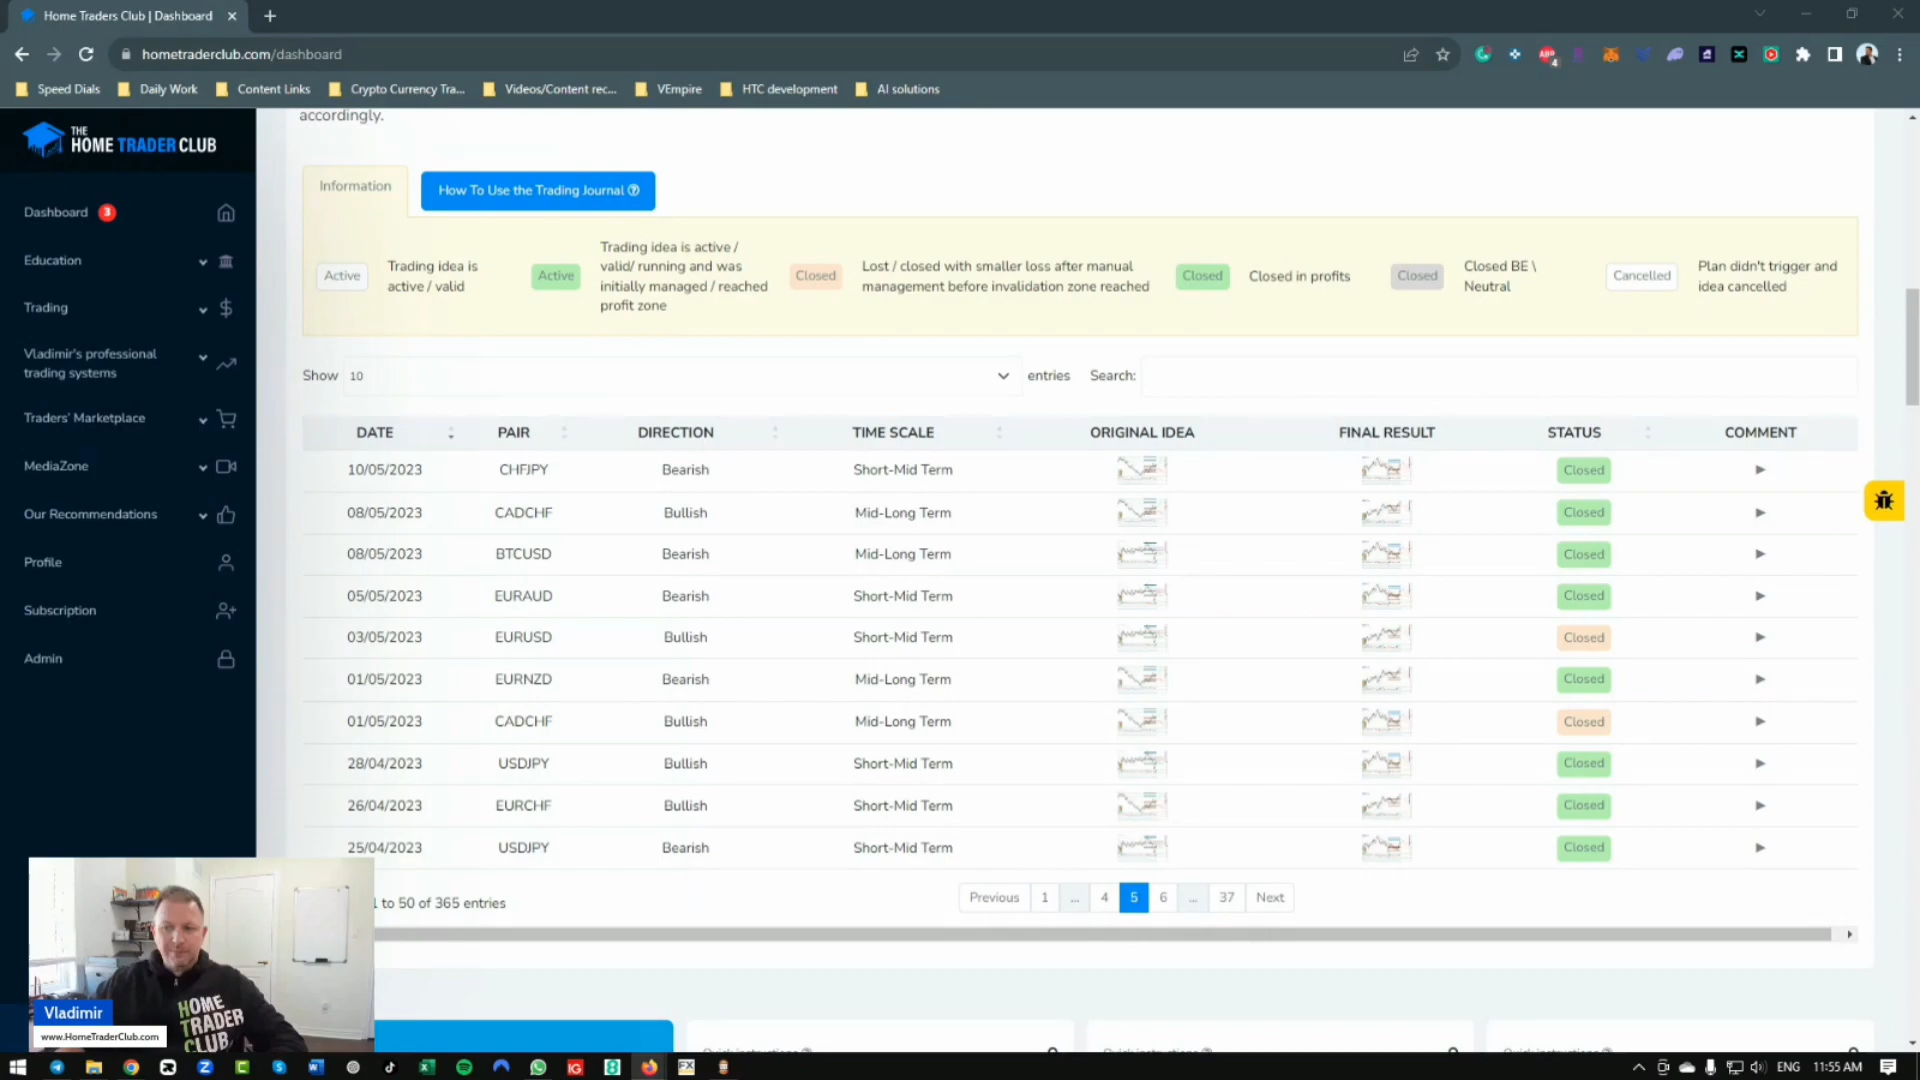 Home Traders Club | Dashboard
hometraderclub.com/dashboard
Speed Dials
Daily Work
Content Links
Crypto Currency Tra...
Videos/Content rec...
VEmpire
HTC development
AI solutions
THE
HOME TRADER CLUB
Dashboard 3
Education
Trading
Vladimir's professional
trading systems
Traders' Marketplace
MediaZone
Our Recommendations
Profile
Subscription
Admin
accordingly.
Information
How To Use the Trading Journal
Active
Trading idea is
active / valid
Active
Trading idea is active /
valid/ running and was
initially managed / reached
profit zone
Closed
Lost / closed with smaller loss after manual
management before invalidation zone reached
Closed
Closed in profits
Closed
Closed BE \
Neutral
Cancelled
Plan didn't trigger and
idea cancelled
Show 10 entries Search:
DATE PAIR DIRECTION TIME SCALE ORIGINAL IDEA FINAL RESULT STATUS COMMENT
10/05/2023 CHFJPY Bearish Short-Mid Term Closed
08/05/2023 CADCHF Bullish Mid-Long Term Closed
08/05/2023 BTCUSD Bearish Mid-Long Term Closed
05/05/2023 EURAUD Bearish Short-Mid Term Closed
03/05/2023 EURUSD Bullish Short-Mid Term Closed
01/05/2023 EURNZD Bearish Mid-Long Term Closed
01/05/2023 CADCHF Bullish Mid-Long Term Closed
28/04/2023 USDJPY Bullish Short-Mid Term Closed
26/04/2023 EURCHF Bullish Short-Mid Term Closed
25/04/2023 USDJPY Bearish Short-Mid Term Closed
1 to 50 of 365 entries
Previous 1 ... 4 5 6 ... 37 Next
HOME
TRADER
CLUB
Vladimir
www.HomeTraderClub.com
ENG 11:55 AM